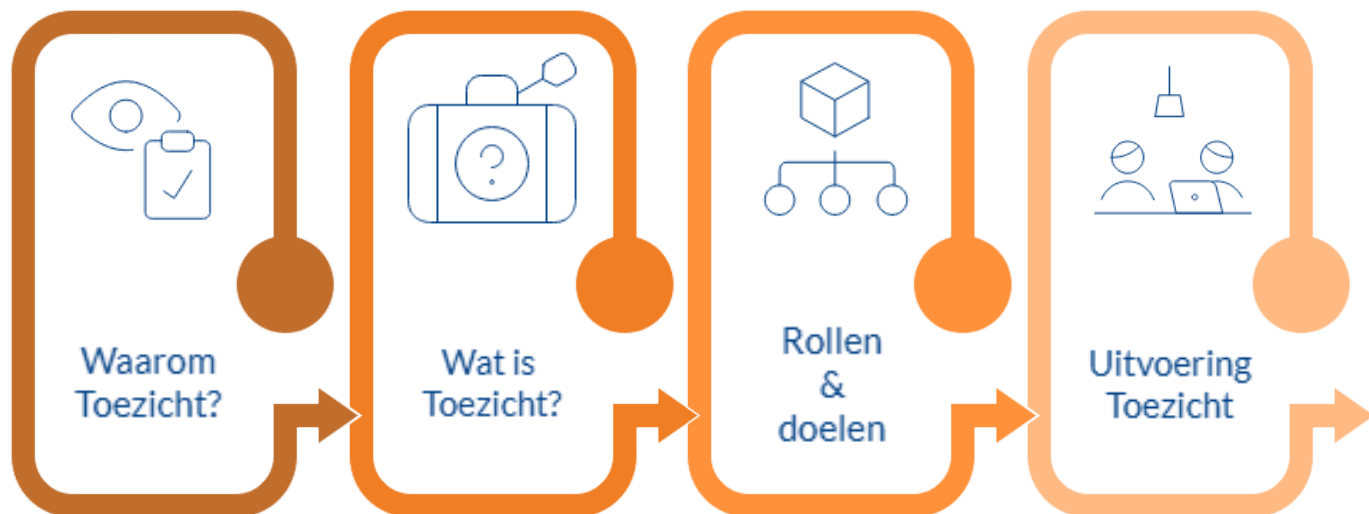 Waarom
Toezicht?
Wat is
Toezicht?
Rollen
&
doelen
Uitvoering
Toezicht